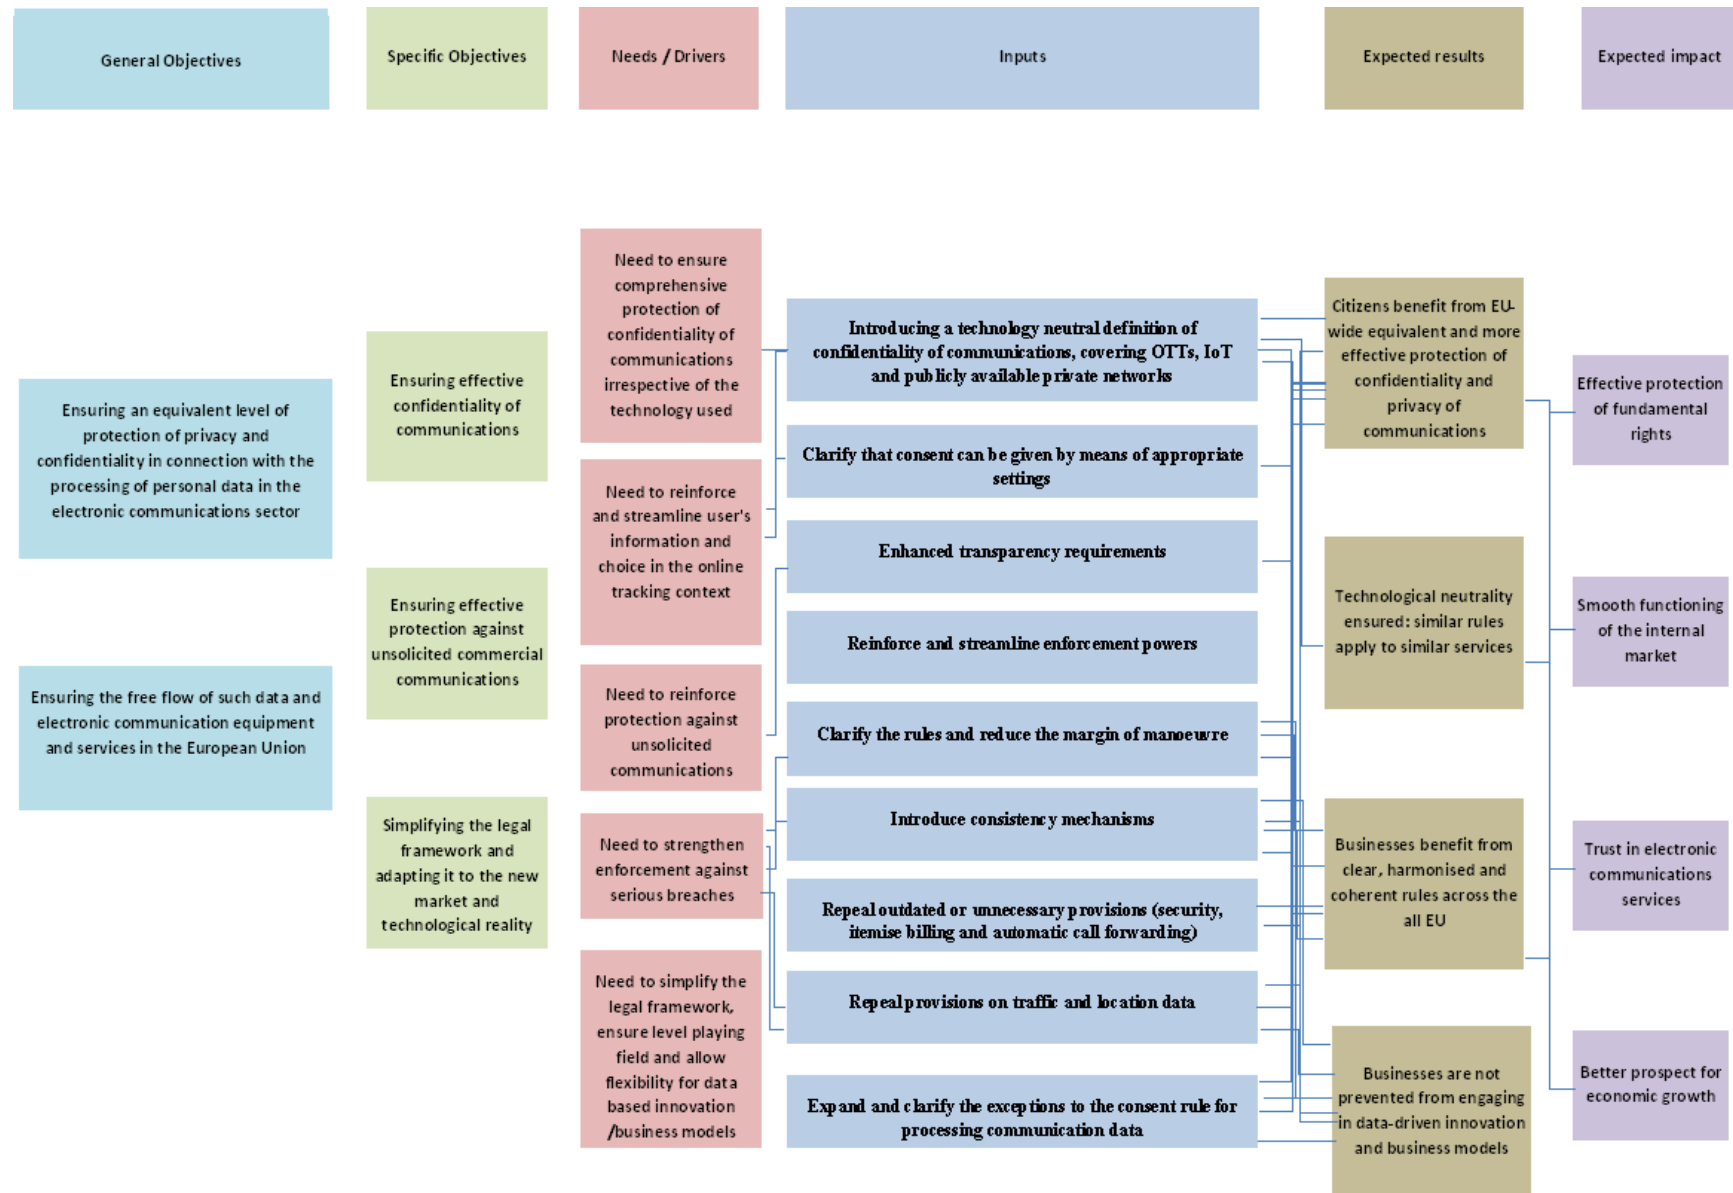 General Objectives
Specific Objectives
Needs / Drivers
Inputs
Expected results
Expected impact
Ensuring an equivalent level of
protection of privacy and
confidentiality in connection with the
processing of personal data in the
electronic communications sector
Ensuring the free flow of such data and
electronic communication equipment
and services in the European Union
Ensuring effective
confidentiality of
communications
Ensuring effective
protection against
unsolicited commercial
communications
Simplifying the legal
framework and
adapting it to the new
market and
technological reality
Need to ensure
comprehensive
protection of
confidentiality of
communications
irrespective of the
technology used
Need to reinforce
and streamline user's
information and
choice in the online
tracking context
Need to reinforce
protection against
unsolicited
communications
Need to strengthen
enforcement against
serious breaches
Need to simplify the
legal framework,
ensure level playing
field and allow
flexibility for data
based innovation
/business models
Introducing a technology neutral definition of
confidentiality of communications, covering OTTs, IoT
and publicly available private networks
Clarify that consent can be given by means of appropriate
settings
Enhanced transparency requirements
Reinforce and streamline enforcement powers
Clarify the rules and reduce the margin of manoeuvre
Introduce consistency mechanisms
Repeal outdated or unnecessary provisions (security,
itemise billing and automatic call forwarding)
Repeal provisions on traffic and location data
Expand and clarify the exceptions to the consent rule for
processing communication data
Citizens benefit from EU-
wide equivalent and more
effective protection of
confidentiality and
privacy of
communications
Technological neutrality
ensured: similar rules
apply to similar services
Businesses benefit from
clear, harmonised and
coherent rules across the
all EU
Businesses are not
prevented from engaging
in data-driven innovation
and business models
Effective protection
of fundamental
rights
Smooth functioning
of the internal
market
Trust in electronic
communications
services
Better prospect for
economic growth